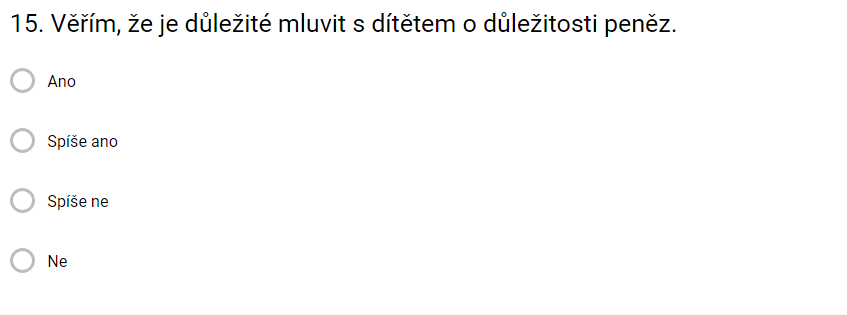 15. Věřím, že je důležité mluvit s dítětem o důležitosti peněz.
Ano
Spíše ano
Spíše ne
Ne